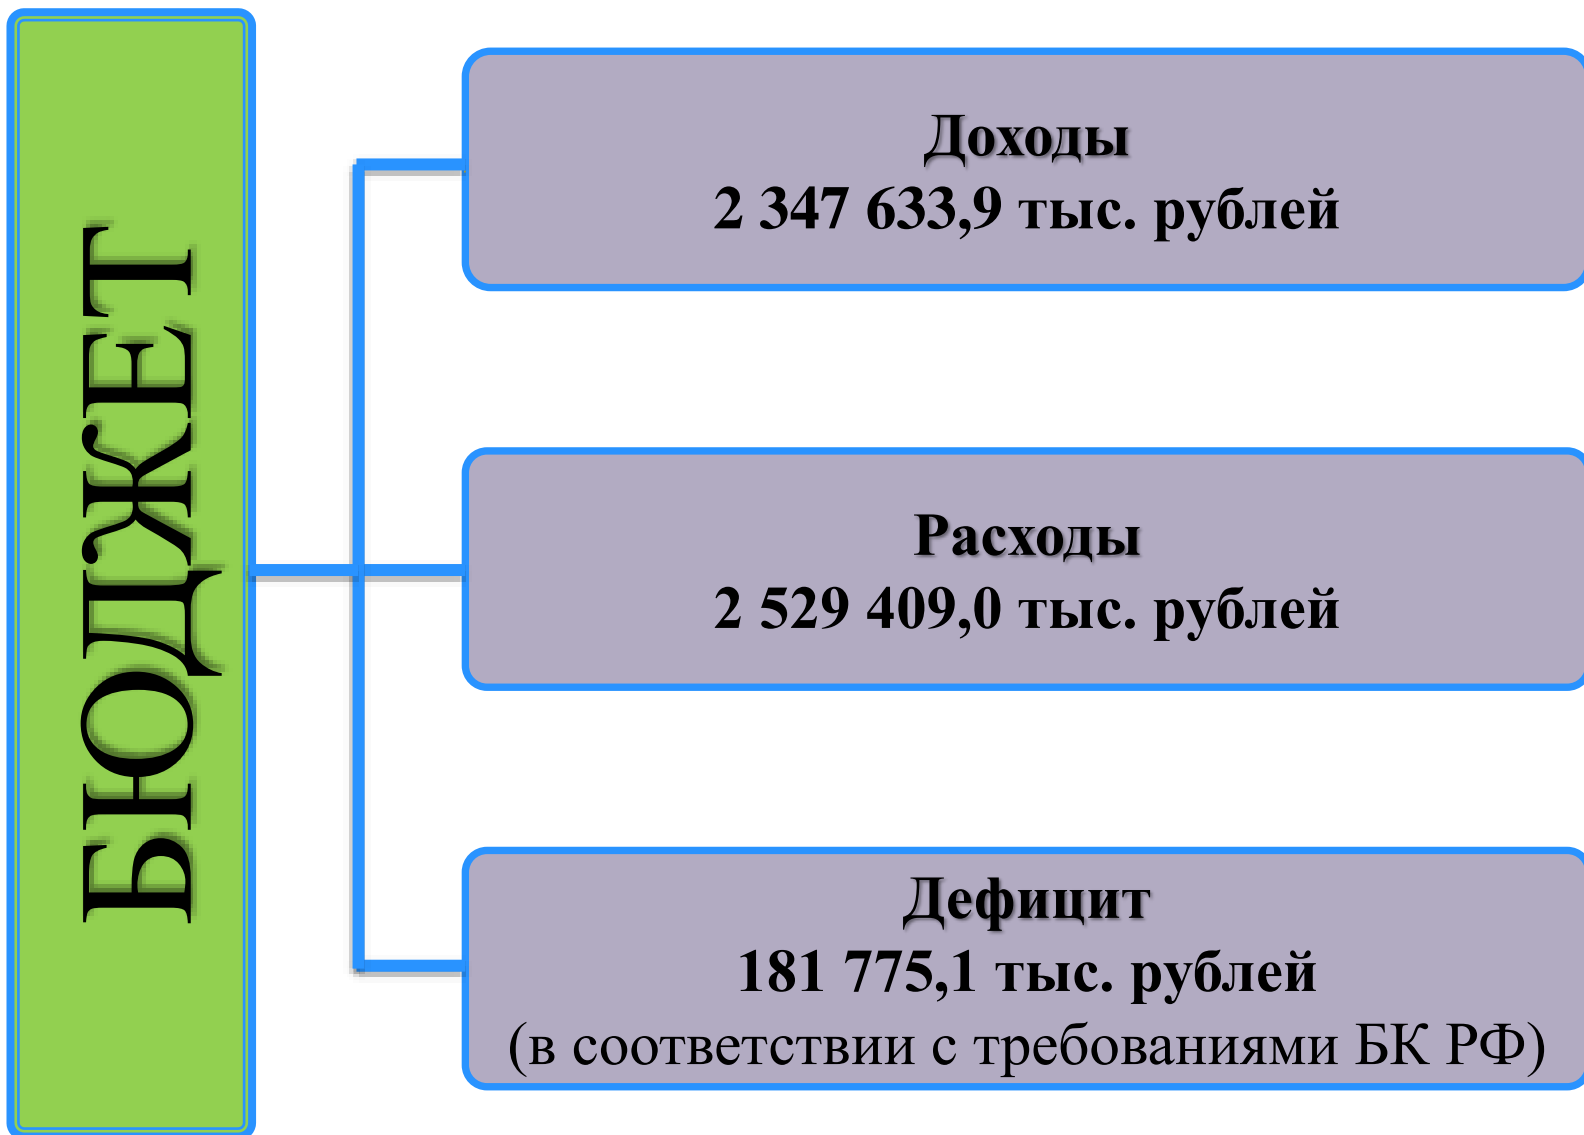 БЮДЖЕТ
Доходы
2 347 633,9 тыс. рублей
Расходы
2 529 409,0 тыс. рублей
Дефицит
181 775,1 тыс. рублей
(в соответствии с требованиями БК РФ)